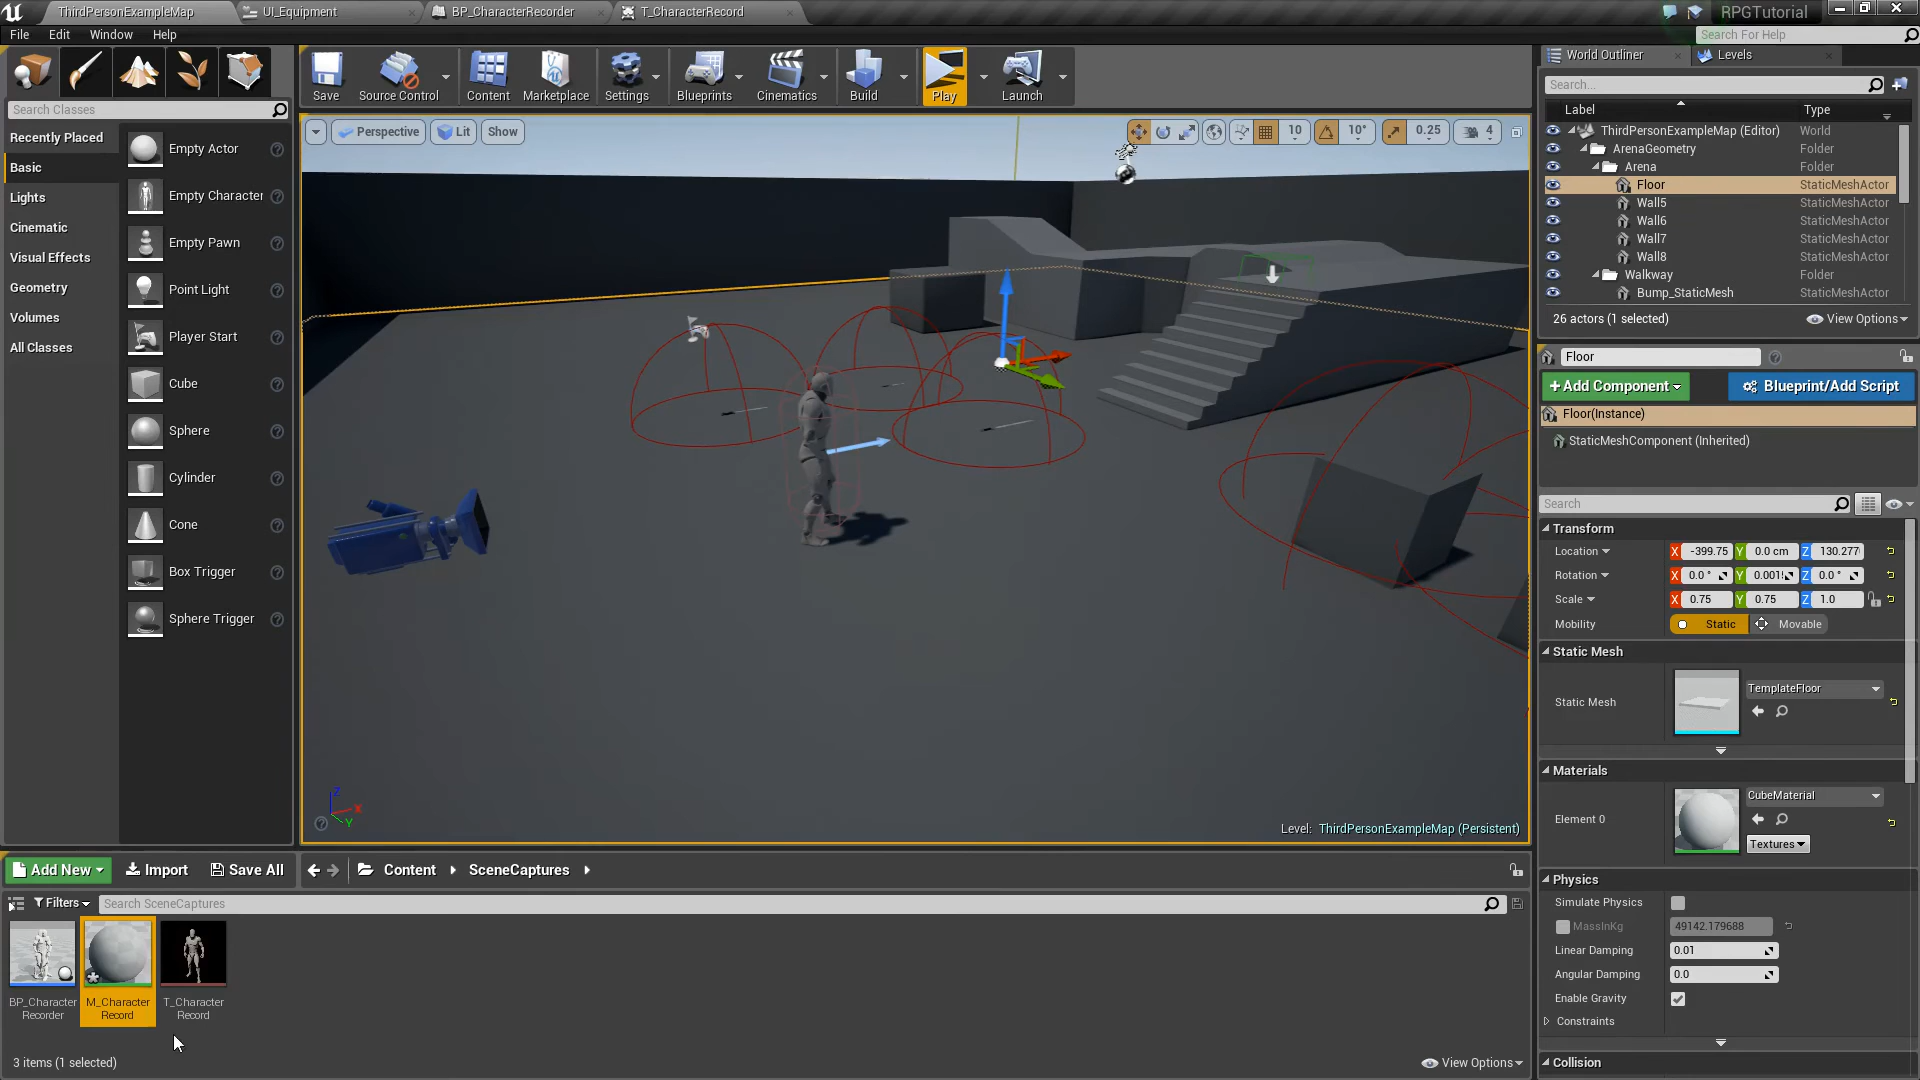 ThirdPersonExampleMap
UI_Equipment
BP_CharacterRecorder
T_CharacterRecord
RPGTutorial
File Edit Window Help
Search For Help
Search Classes
Recently Placed
Basic
Lights
Cinematic
Visual Effects
Geometry
Volumes
All Classes
Empty Actor
Empty Character
Empty Pawn
Point Light
Player Start
Cube
Sphere
Cylinder
Cone
Box Trigger
Sphere Trigger
Save
Source Control
Content
Marketplace
Settings
Blueprints
Cinematics
Build
Play
Launch
Perspective
Lit
Show
10
10°
0.25
4
Z
X
Y
Level: ThirdPersonExampleMap (Persistent)
World Outliner
Levels
Search...
Label Type
ThirdPersonExampleMap (Editor) World
ArenaGeometry Folder
Arena Folder
Floor StaticMeshActor
Wall5 StaticMeshActor
Wall6 StaticMeshActor
Wall7 StaticMeshActor
Wall8 StaticMeshActor
Walkway Folder
Bump_StaticMesh StaticMeshActor
26 actors (1 selected)
View Options
Floor
+Add Component
Blueprint/Add Script
Floor(Instance)
StaticMeshComponent (Inherited)
Search
Transform
Location X -399.75 Y 0.0 cm Z 130.277
Rotation X 0.0 ° Y 0.001 Z 0.0 °
Scale X 0.75 Y 0.75 Z 1.0
Mobility Static Movable
Static Mesh
Static Mesh
TemplateFloor
Materials
Element 0
CubeMaterial
Textures
Physics
Simulate Physics
MassInKg 49142.179688
Linear Damping 0.01
Angular Damping 0.0
Enable Gravity
Constraints
Collision
Add New
Import
Save All
Content
SceneCaptures
Filters
Search SceneCaptures
BP_Character
Recorder
M_Character
Record
T_Character
Record
3 items (1 selected)
View Options